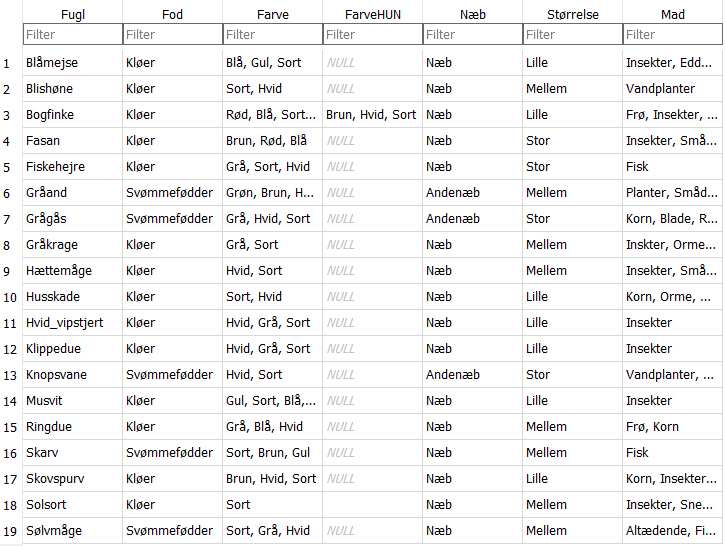 Fugl Fod Farve FarveHUN Næb Størrelse Mad
Filter Filter Filter Filter Filter Filter Filter
1 Blåmejse Kløer Blå, Gul, Sort NULL Næb Lille Insekter, Edd...
2 Blishøne Kløer Sort, Hvid NULL Næb Mellem Vandplanter
3 Bogfinke Kløer Rød, Blå, Sort... Brun, Hvid, Sort Næb Lille Frø, Insekter, ...
4 Fasan Kløer Brun, Rød, Blå NULL Næb Stor Insekter, Små...
5 Fiskehejre Kløer Grå, Sort, Hvid NULL Næb Stor Fisk
6 Gråand Svømmefødder Grøn, Brun, H... NULL Andenæb Mellem Planter, Småd...
7 Grågås Svømmefødder Grå, Hvid, Sort NULL Andenæb Stor Korn, Blade, R...
8 Gråkrage Kløer Grå, Sort NULL Næb Mellem Inskter, Orme...
9 Hættemåge Kløer Hvid, Sort NULL Næb Mellem Insekter, Små...
10 Husskade Kløer Sort, Hvid NULL Næb Lille Korn, Orme, ...
11 Hvid_vipstjert Kløer Hvid, Grå, Sort NULL Næb Lille Insekter
12 Klippedue Kløer Hvid, Grå, Sort NULL Næb Lille Insekter
13 Knopsvane Svømmefødder Hvid, Sort NULL Andenæb Stor Vandplanter, ...
14 Musvit Kløer Gul, Sort, Blå,... NULL Næb Lille Insekter
15 Ringdue Kløer Grå, Blå, Hvid NULL Næb Mellem Frø, Korn
16 Skarv Svømmefødder Sort, Brun, Gul NULL Næb Mellem Fisk
17 Skovspurv Kløer Brun, Hvid, Sort NULL Næb Lille Korn, Insekter...
18 Solsort Kløer Sort Næb Mellem Insekter, Sne...
19 Sølvmåge Svømmefødder Sort, Grå, Hvid NULL Næb Mellem Altædende, Fi...